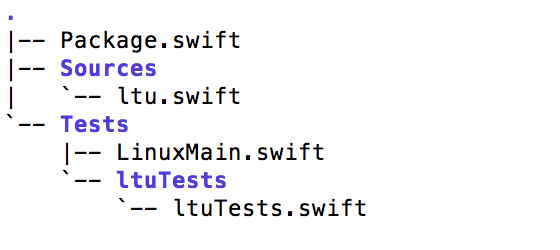 .
|-- Package.swift
|-- Sources
|   `-- ltu.swift
`-- Tests
    |-- LinuxMain.swift
    `-- ltuTests
        `-- ltuTests.swift